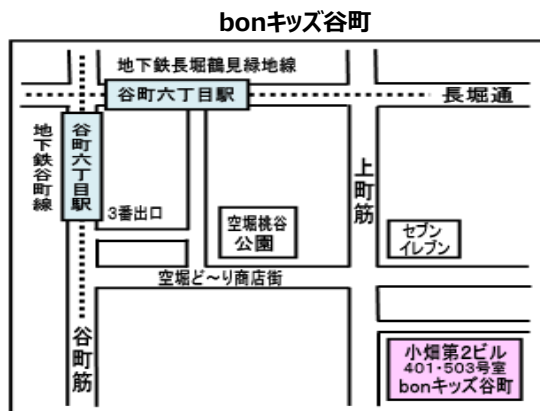 bonキッズ谷町
地下鉄長堀鶴見緑地線
谷町六丁目駅
長堀通
地下鉄谷町線
谷町六丁目駅
3番出口
上町筋
空堀桃谷
公園
セブン
イレブン
空堀ど〜り商店街
谷町筋
小畑第2ビル
401・503号室
bonキッズ谷町